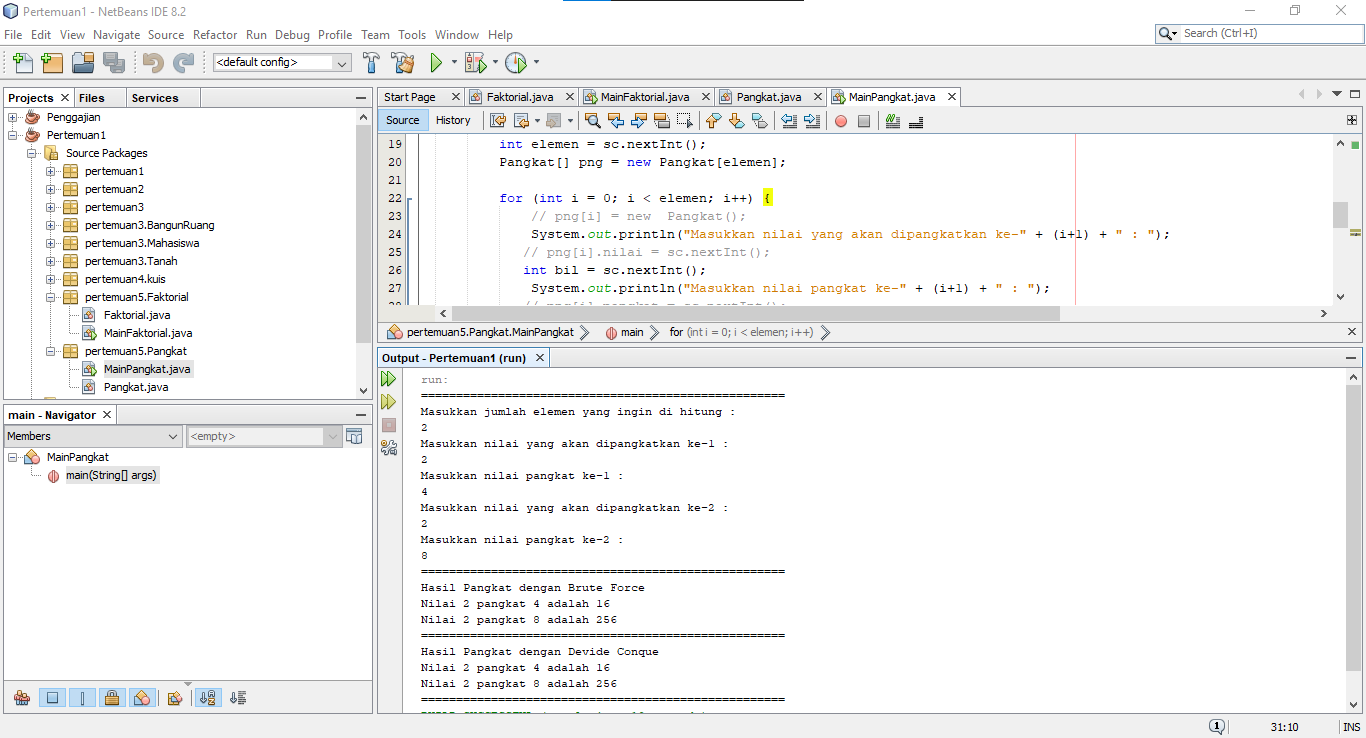 Pertemuan1 - NetBeans IDE 8.2
File Edit View Navigate Source Refactor Run Debug Profile Team Tools Window Help
Search (Ctrl+I)
<default config>
Projects Files Services
Penggajian
Pertemuan1
Source Packages
pertemuan1
pertemuan2
pertemuan3
pertemuan3.BangunRuang
pertemuan3.Mahasiswa
pertemuan3.Tanah
pertemuan4.kuis
pertemuan5.Faktorial
Faktorial.java
MainFaktorial.java
pertemuan5.Pangkat
MainPangkat.java
Pangkat.java
main - Navigator
Members <empty>
MainPangkat
main(String[] args)
Start Page Faktorial.java MainFaktorial.java Pangkat.java MainPangkat.java
Source History
19 int elemen = sc.nextInt();
20 Pangkat[] png = new Pangkat[elemen];
21
22 for (int i = 0; i < elemen; i++) {
23 // png[i] = new  Pangkat();
24 System.out.println("Masukkan nilai yang akan dipangkatkan ke-" + (i+1) + " : ");
25 // png[i].nilai = sc.nextInt();
26 int bil = sc.nextInt();
27 System.out.println("Masukkan nilai pangkat ke-" + (i+1) + " : ");
28 // png[i].pangkat = sc.nextInt();
pertemuan5.Pangkat.MainPangkat main for (int i = 0; i < elemen; i++)
Output - Pertemuan1 (run)
run:
====================================================
Masukkan jumlah elemen yang ingin di hitung :
2
Masukkan nilai yang akan dipangkatkan ke-1 :
2
Masukkan nilai pangkat ke-1 :
4
Masukkan nilai yang akan dipangkatkan ke-2 :
2
Masukkan nilai pangkat ke-2 :
8
====================================================
Hasil Pangkat dengan Brute Force
Nilai 2 pangkat 4 adalah 16
Nilai 2 pangkat 8 adalah 256
====================================================
Hasil Pangkat dengan Devide Conque
Nilai 2 pangkat 4 adalah 16
Nilai 2 pangkat 8 adalah 256
====================================================
1 31:10 INS